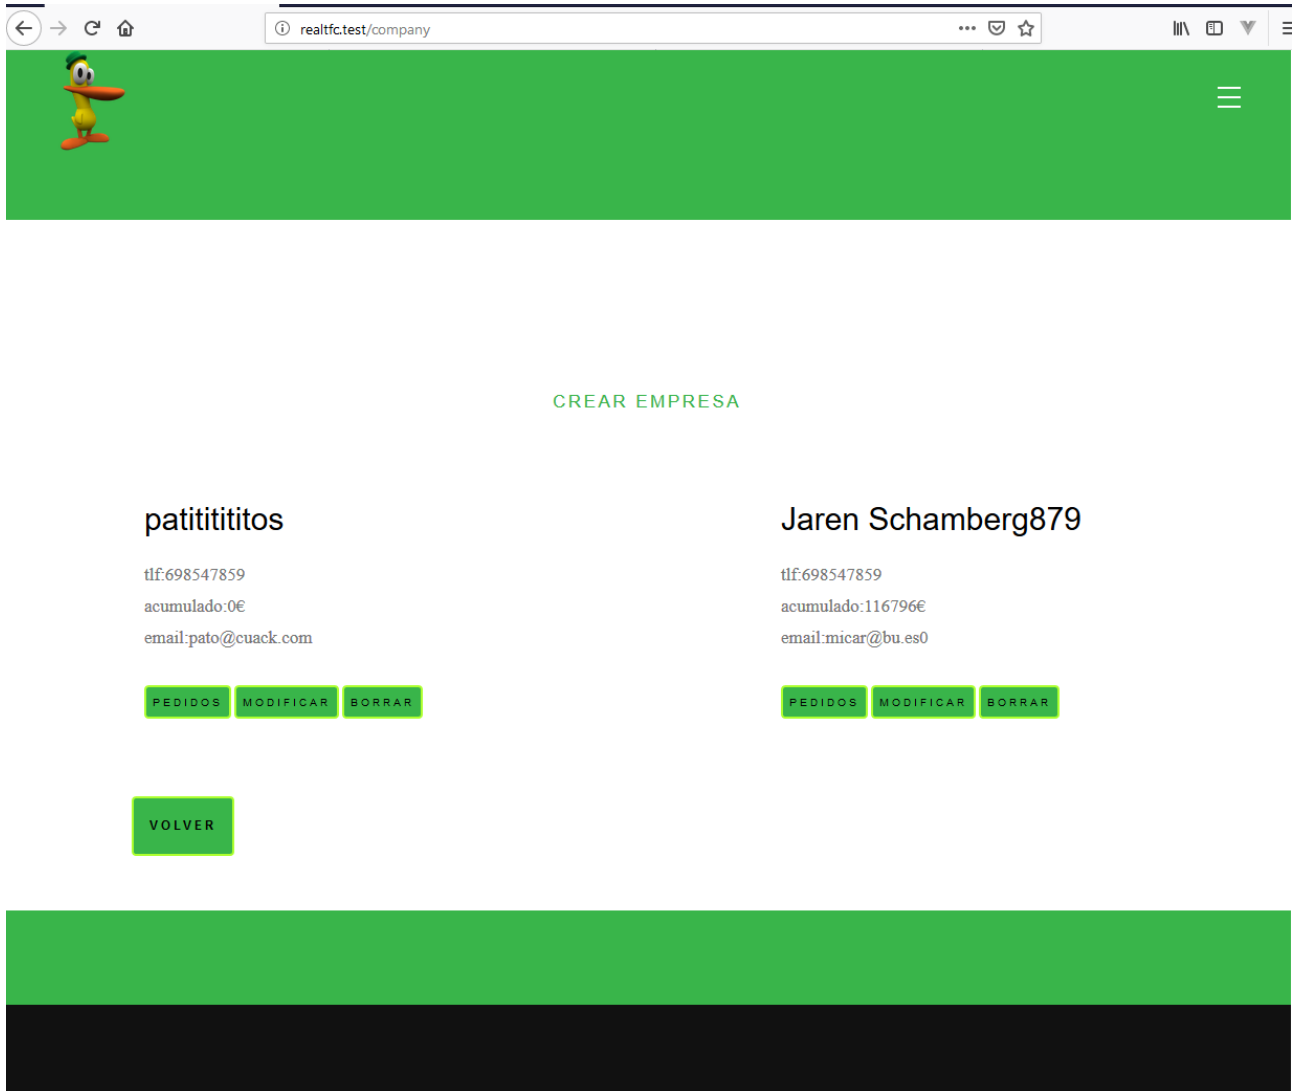 realtfc.test/company
CREAR EMPRESA
patititititos
tlf:698547859
acumulado:0€
email:pato@cuack.com
PEDIDOS MODIFICAR BORRAR
Jaren Schamberg879
tlf:698547859
acumulado:116796€
email:micar@bu.es0
PEDIDOS MODIFICAR BORRAR
VOLVER